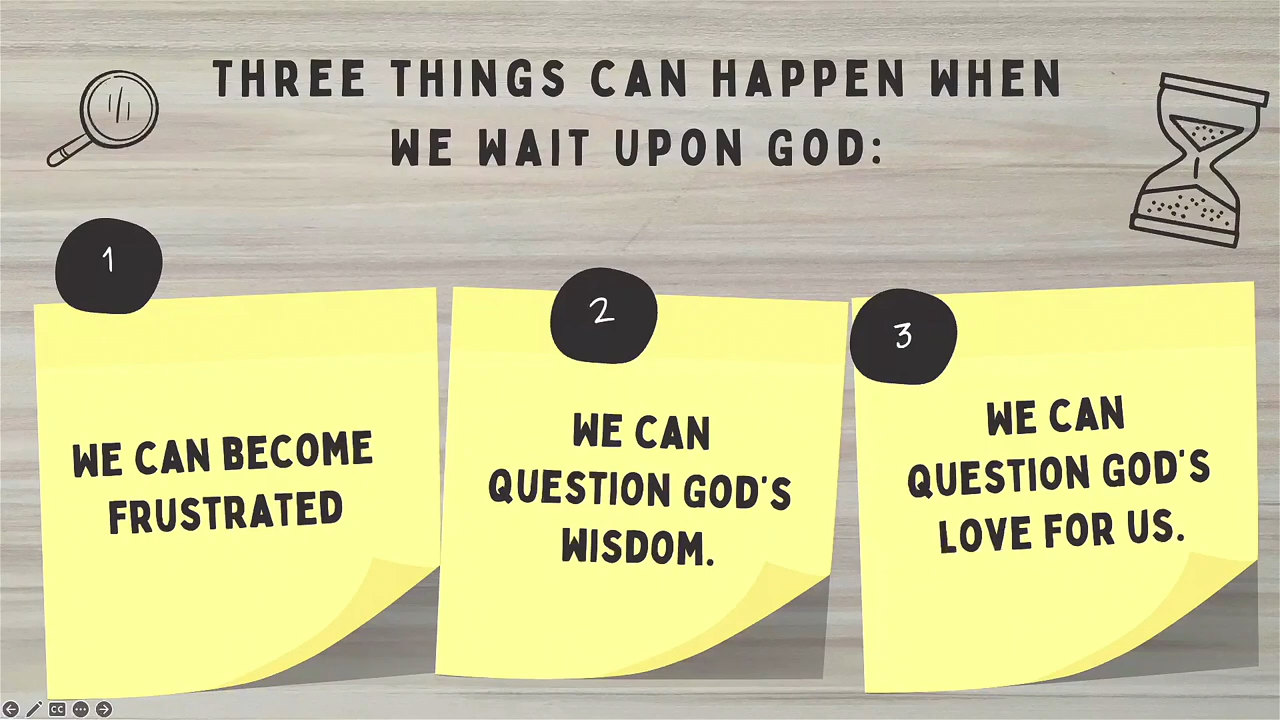 THREE THINGS CAN HAPPEN WHEN
WE WAIT UPON GOD:
1
WE CAN BECOME
FRUSTRATED
2
WE CAN
QUESTION GOD'S
WISDOM.
3
WE CAN
QUESTION GOD'S
LOVE FOR US.
CC